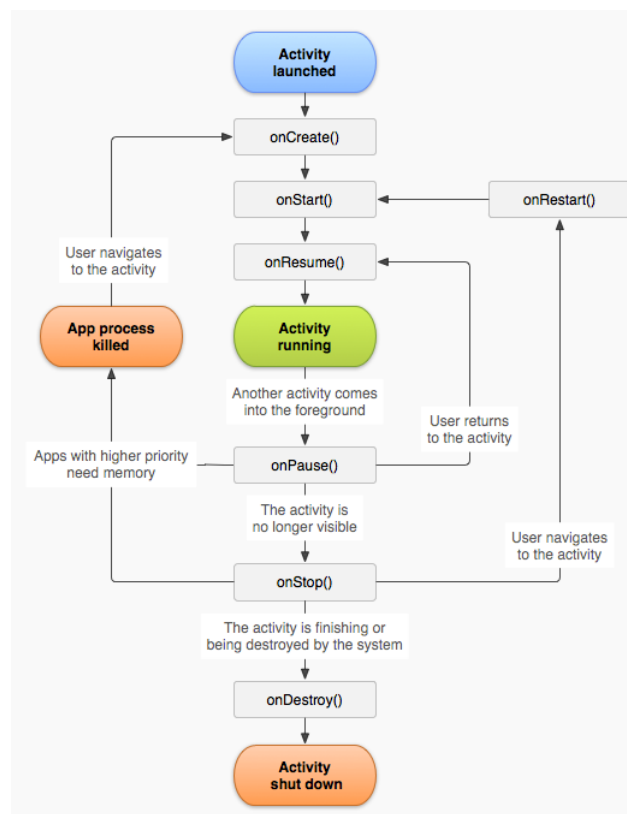 Activity
launched
onCreate()
onStart()
onRestart()
User navigates
to the activity
onResume()
App process
killed
Activity
running
Another activity comes
into the foreground
User returns
to the activity
Apps with higher priority
need memory
onPause()
The activity is
no longer visible
User navigates
to the activity
onStop()
The activity is finishing or
being destroyed by the system
onDestroy()
Activity
shut down